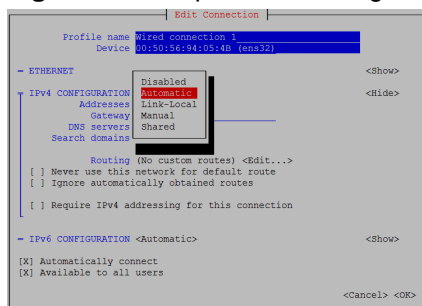 Edit Connection
Profile name Wired connection 1
Device 00:50:56:94:05:4B (ens32)
= ETHERNET <Show>
Disabled
╤ IPv4 CONFIGURATION Automatic <Hide>
Addresses Link-Local
Gateway Manual
DNS servers Shared
Search domains
Routing (No custom routes) <Edit...>
[ ] Never use this network for default route
[ ] Ignore automatically obtained routes
[ ] Require IPv4 addressing for this connection
= IPv6 CONFIGURATION <Automatic> <Show>
[X] Automatically connect
[X] Available to all users
<Cancel> <OK>